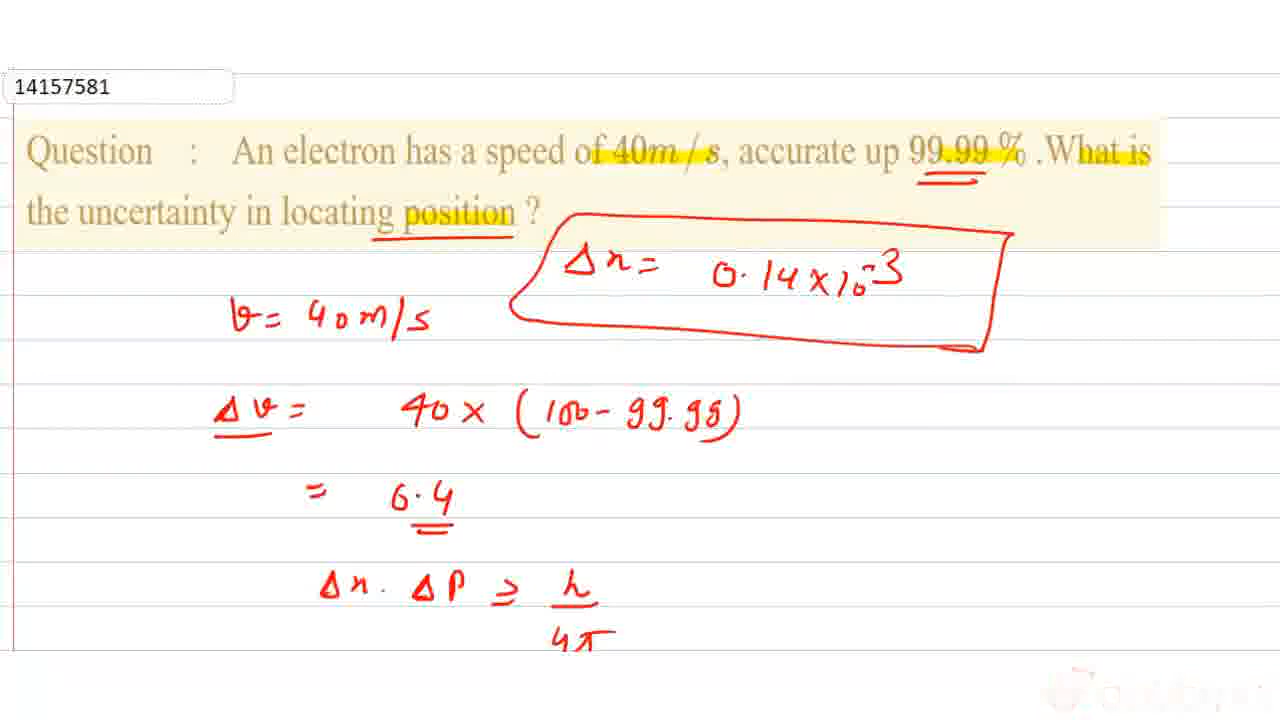 14157581
Question : An electron has a speed of 40m/s, accurate up 99.99 % .What is
the uncertainty in locating position ?
Δx = 0.14 × 10⁻³
v = 40 m/s
Δv = 40 × (100 - 99.99)
= 0.4
Δx . ΔP ≥ h
4π